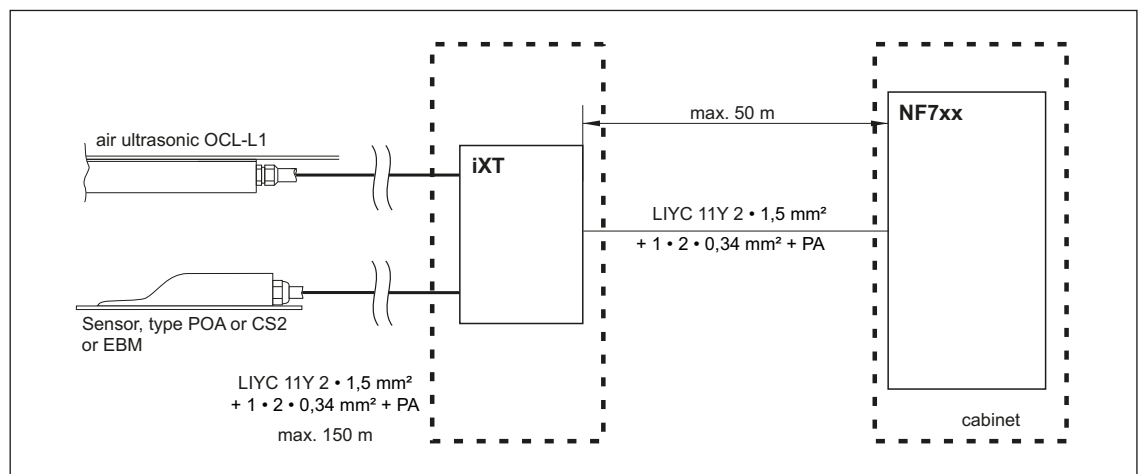 air ultrasonic OCL-L1
iXT
max. 50 m
NF7xx
LIYC 11Y 2 • 1,5 mm²
+ 1 • 2 • 0,34 mm² + PA
Sensor, type POA or CS2
or EBM
LIYC 11Y 2 • 1,5 mm²
+ 1 • 2 • 0,34 mm² + PA
max. 150 m
cabinet